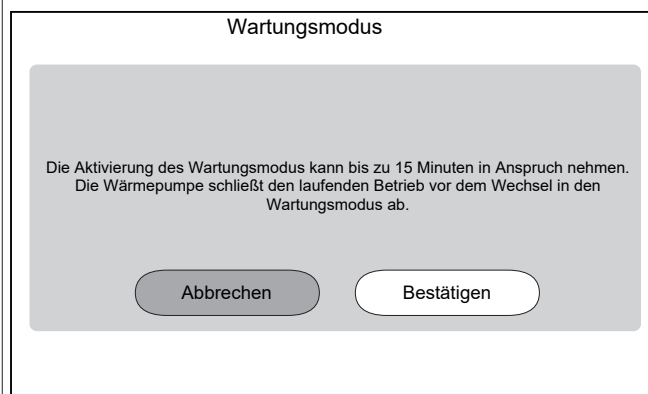 Wartungsmodus
Die Aktivierung des Wartungsmodus kann bis zu 15 Minuten in Anspruch nehmen.
Die Wärmepumpe schließt den laufenden Betrieb vor dem Wechsel in den
Wartungsmodus ab.
Abbrechen
Bestätigen